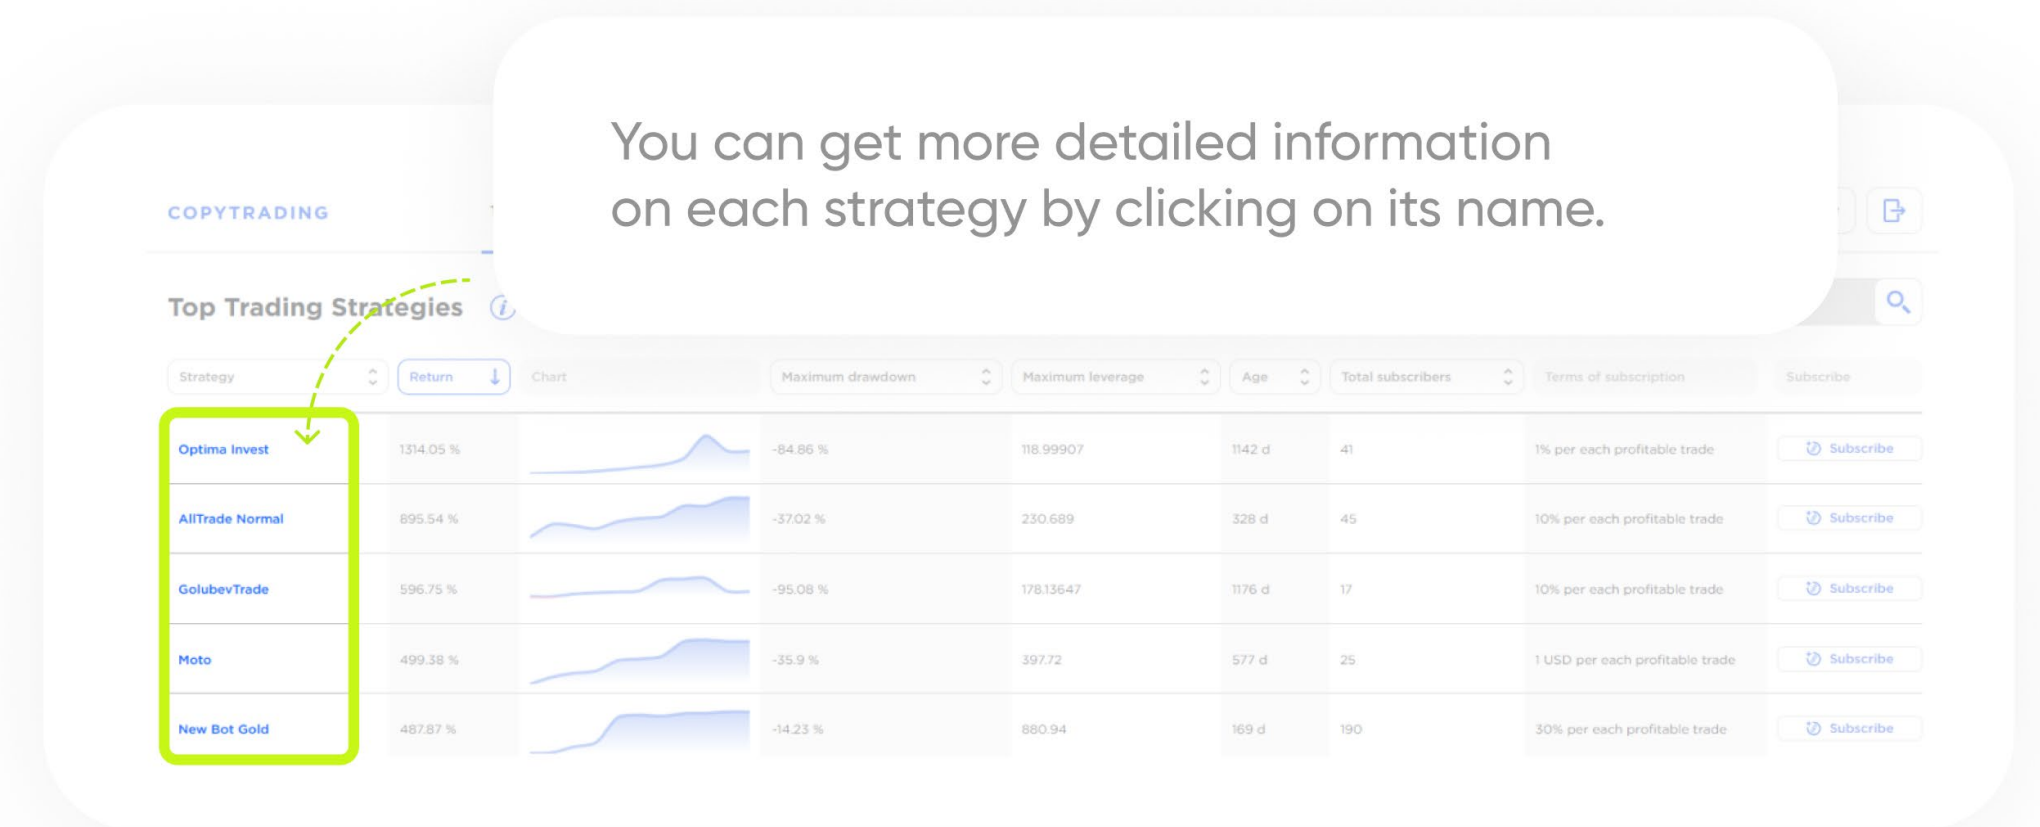 You can get more detailed information
on each strategy by clicking on its name.
COPYTRADING
Top Trading Strategies
Strategy Return Chart Maximum drawdown Maximum leverage Age Total subscribers Terms of subscription Subscribe
Optima Invest 1314.05 % -84.86 % 118.99907 1142 d 41 1% per each profitable trade Subscribe
AllTrade Normal 895.54 % -37.02 % 230.689 328 d 45 10% per each profitable trade Subscribe
GolubevTrade 596.75 % -95.08 % 178.13647 1176 d 17 10% per each profitable trade Subscribe
Moto 499.38 % -35.9 % 397.72 577 d 25 1 USD per each profitable trade Subscribe
New Bot Gold 487.87 % -14.23 % 880.94 169 d 190 30% per each profitable trade Subscribe